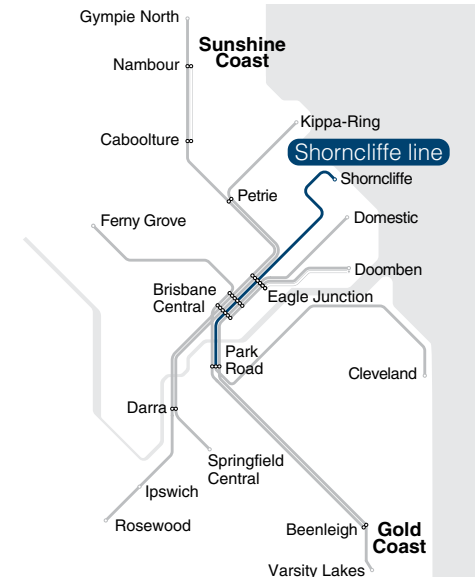 Gympie North
Sunshine
Coast
Nambour
Kippa-Ring
Caboolture
Shorncliffe line
Shorncliffe
Petrie
Ferny Grove
Domestic
Doomben
Brisbane
Central
Eagle Junction
Park
Road
Cleveland
Darra
Springfield
Central
Ipswich
Rosewood
Beenleigh
Gold
Coast
Varsity Lakes